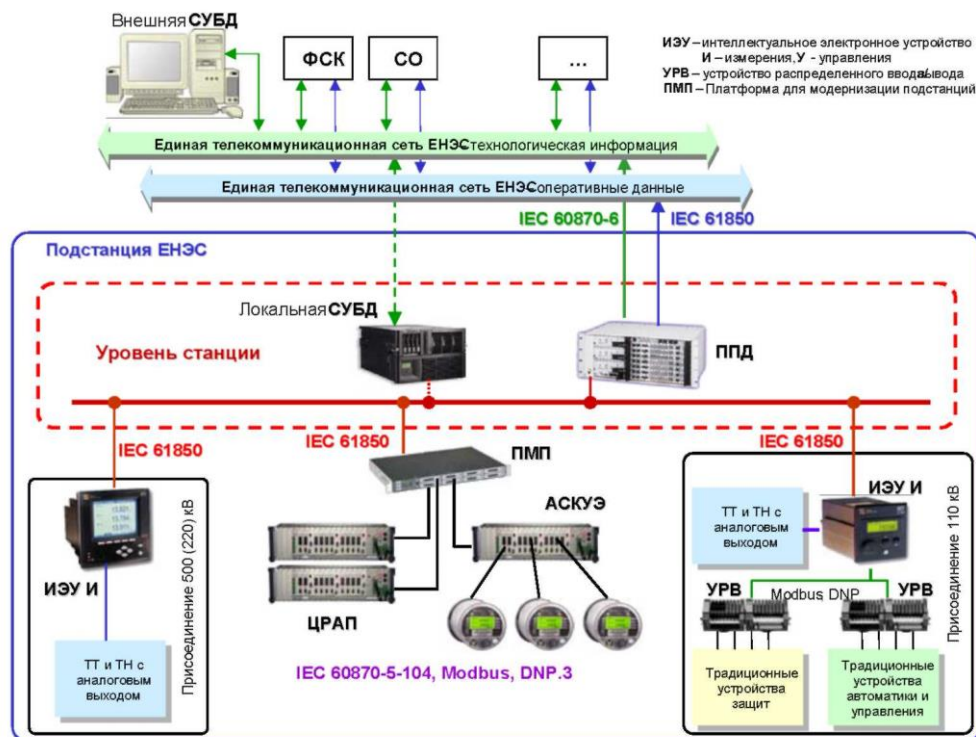 Внешняя СУБД
ФСК
СО
...
ИЭУ – интеллектуальное электронное устройство
И – измерения, У - управления
УРВ – устройство распределенного ввода/вывода
ПМП – Платформа для модернизации подстанций
Единая телекоммуникационная сеть ЕНЭС технологическая информация
Единая телекоммуникационная сеть ЕНЭС оперативные данные
IEC 60870-6
IEC 61850
Подстанция ЕНЭС
Локальная СУБД
Уровень станции
ППД
IEC 61850
IEC 61850
IEC 61850
ПМП
АСКУЭ
ЦРАП
IEC 60870-5-104, Modbus, DNP.3
ИЭУ И
Присоединение 500 (220) кВ
ТТ и ТН с
аналоговым
выходом
ТТ и ТН с
аналоговым
выходом
ИЭУ И
УРВ
Modbus, DNP
УРВ
Присоединение 110 кВ
Традиционные
устройства
защит
Традиционные
устройства
автоматики и
управления